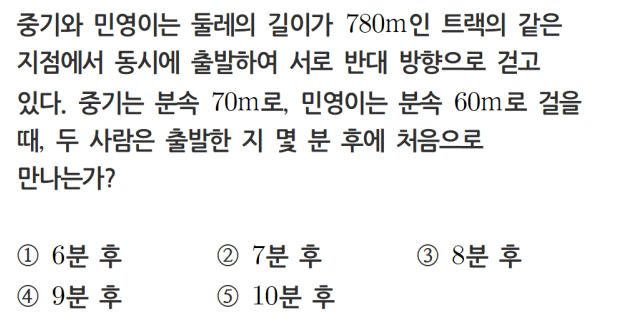 중기와 민영이는 둘레의 길이가 780m인 트랙의 같은
지점에서 동시에 출발하여 서로 반대 방향으로 걷고
있다. 중기는 분속 70m로, 민영이는 분속 60m로 걸을
때, 두 사람은 출발한 지 몇 분 후에 처음으로
만나는가?
① 6분 후 ② 7분 후 ③ 8분 후
④ 9분 후 ⑤ 10분 후